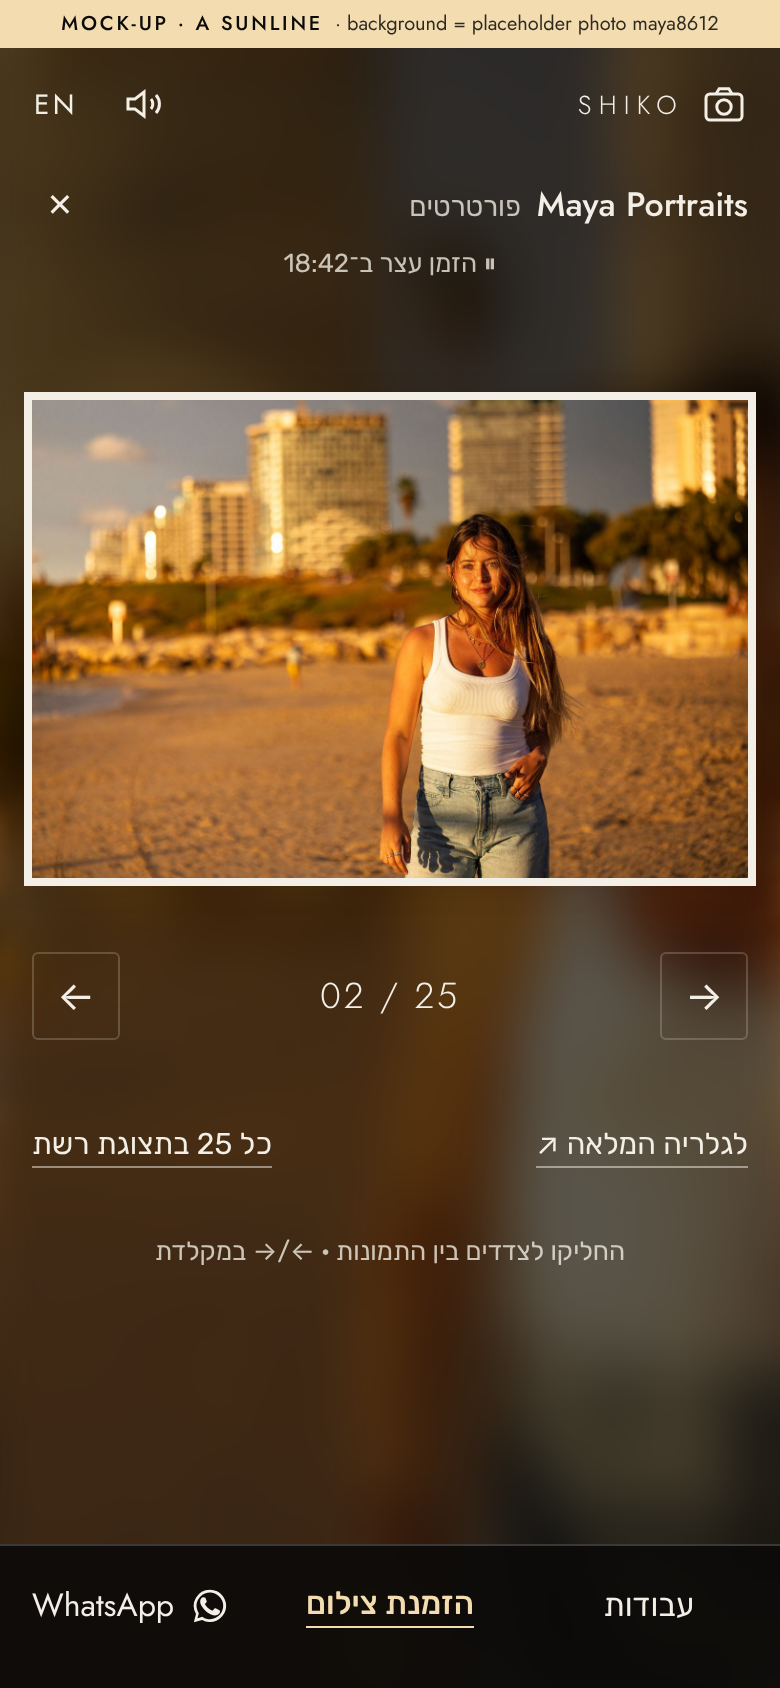 MOCK-UP · A SUNLINE · background = placeholder photo maya8612
EN SHIKO
Maya Portraits פורטרטים ✕
⏸ הזמן עצר ב־18:42
← 02 / 25 →
לגלריה המלאה ↗ כל 25 בתצוגת רשת
החליקו לצדדים בין התמונות • ←/→ במקלדת
עבודות הזמנת צילום WhatsApp